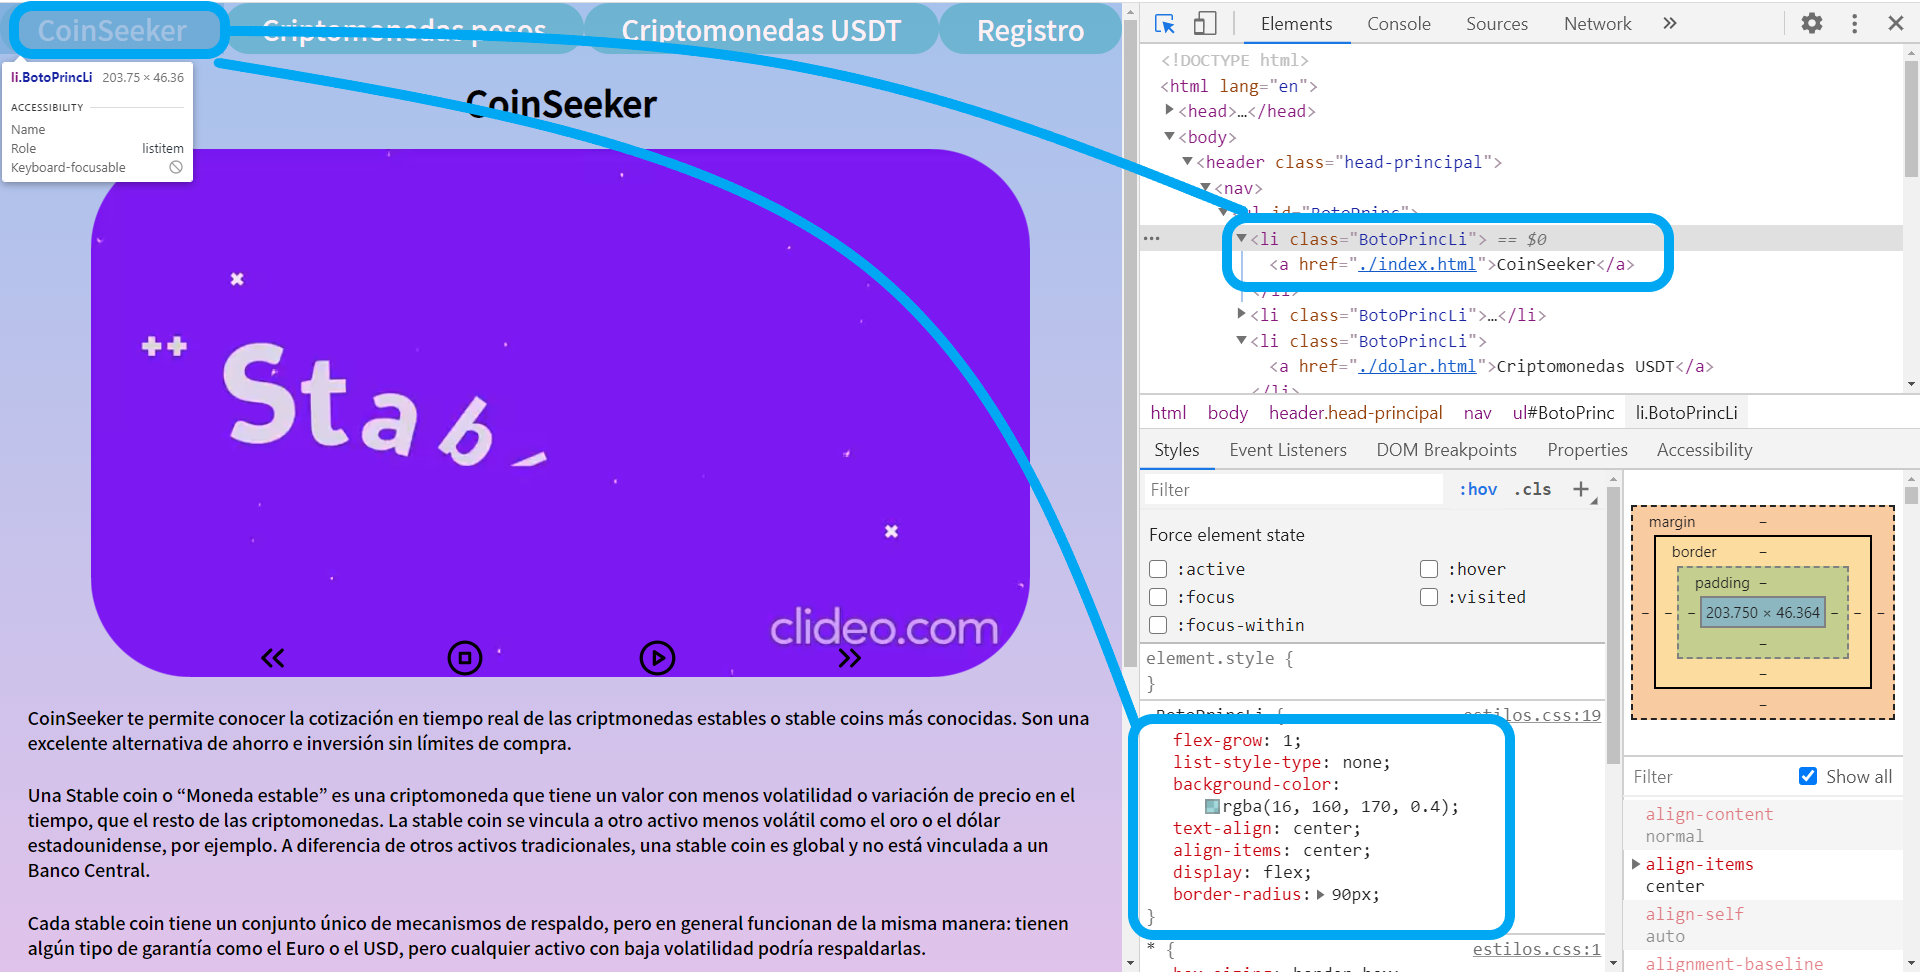 CoinSeeker
Criptomonedas pesos
Criptomonedas USDT
Registro
li.BotoPrincLi 203.75 × 46.36
ACCESSIBILITY
Name
Role listitem
Keyboard-focusable
CoinSeeker
++ Stab
clideo.com
CoinSeeker te permite conocer la cotización en tiempo real de las criptmonedas estables o stable coins más conocidas. Son una
excelente alternativa de ahorro e inversión sin límites de compra.
Una Stable coin o “Moneda estable” es una criptomoneda que tiene un valor con menos volatilidad o variación de precio en el
tiempo, que el resto de las criptomonedas. La stable coin se vincula a otro activo menos volátil como el oro o el dólar
estadounidense, por ejemplo. A diferencia de otros activos tradicionales, una stable coin es global y no está vinculada a un
Banco Central.
Cada stable coin tiene un conjunto único de mecanismos de respaldo, pero en general funcionan de la misma manera: tienen
algún tipo de garantía como el Euro o el USD, pero cualquier activo con baja volatilidad podría respaldarlas.
Elements Console Sources Network »
<!DOCTYPE html>
<html lang="en">
<head>…</head>
<body>
<header class="head-principal">
<nav>
<ul id="BotoPrinc">
<li class="BotoPrincLi"> == $0
<a href="./index.html">CoinSeeker</a>
</li>
<li class="BotoPrincLi">…</li>
<li class="BotoPrincLi">
<a href="./dolar.html">Criptomonedas USDT</a>
</li>
html body header.head-principal nav ul#BotoPrinc li.BotoPrincLi
Styles Event Listeners DOM Breakpoints Properties Accessibility
Filter :hov .cls +
Force element state
:active :hover
:focus :visited
:focus-within
element.style {
}
.BotoPrincLi { estilos.css:19
flex-grow: 1;
list-style-type: none;
background-color:
rgba(16, 160, 170, 0.4);
text-align: center;
align-items: center;
display: flex;
border-radius: 90px;
}
* { estilos.css:1
box-sizing: border-box;
margin –
border –
padding –
– – – 203.750 × 46.364 – – –
–
–
–
Filter Show all
align-content
normal
align-items
center
align-self
auto
alignment-baseline